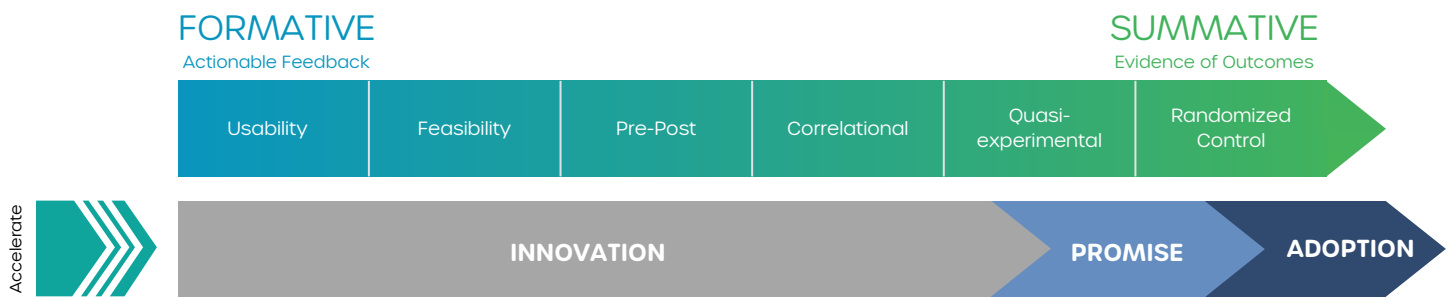 FORMATIVE
Actionable Feedback
SUMMATIVE
Evidence of Outcomes
Usability
Feasibility
Pre-Post
Correlational
Quasi-
experimental
Randomized
Control
Accelerate
INNOVATION
PROMISE
ADOPTION